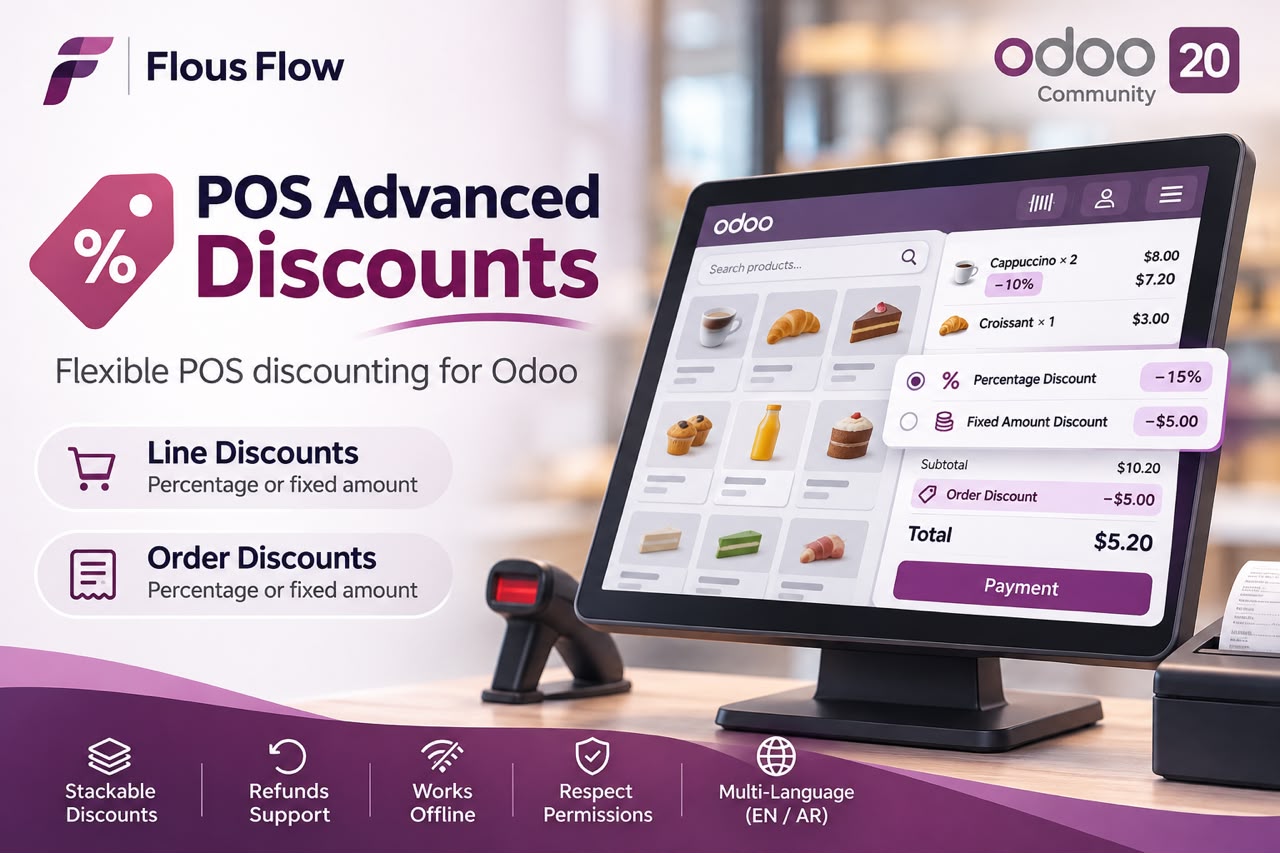 Flous Flow
odoo 20
Community
POS Advanced
Discounts
%
Flexible POS discounting for Odoo
Line Discounts
Percentage or fixed amount
Order Discounts
Percentage or fixed amount
odoo
Search products...
Cappuccino × 2 $8.00
−10% $7.20
Croissant × 1 $3.00
% Percentage Discount −15%
Fixed Amount Discount −$5.00
Subtotal $10.20
Order Discount −$5.00
Total $5.20
Payment
Stackable
Discounts
Refunds
Support
Works
Offline
Respect
Permissions
Multi-Language
(EN / AR)